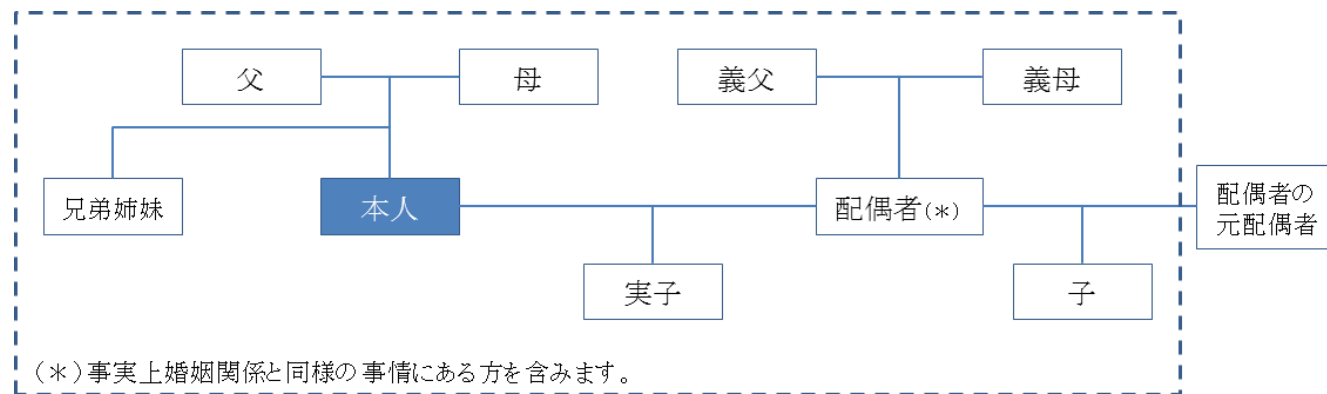 父
母
義父
義母
兄弟姉妹
本人
配偶者(＊)
配偶者の
元配偶者
実子
子
(＊)事実上婚姻関係と同様の事情にある方を含みます。